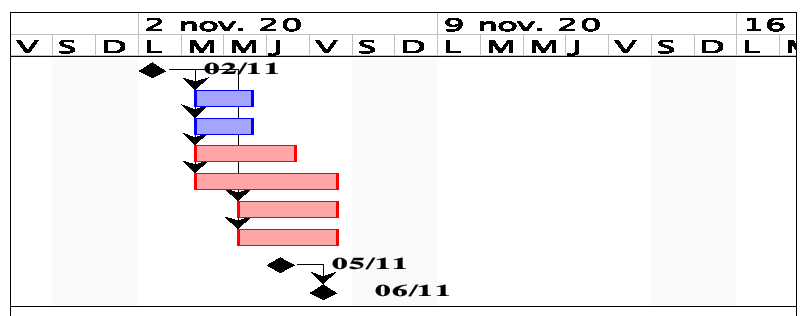 2 nov. 20 9 nov. 20 16
V S D L M M J V S D L M M J V S D L M
02/11
05/11
06/11